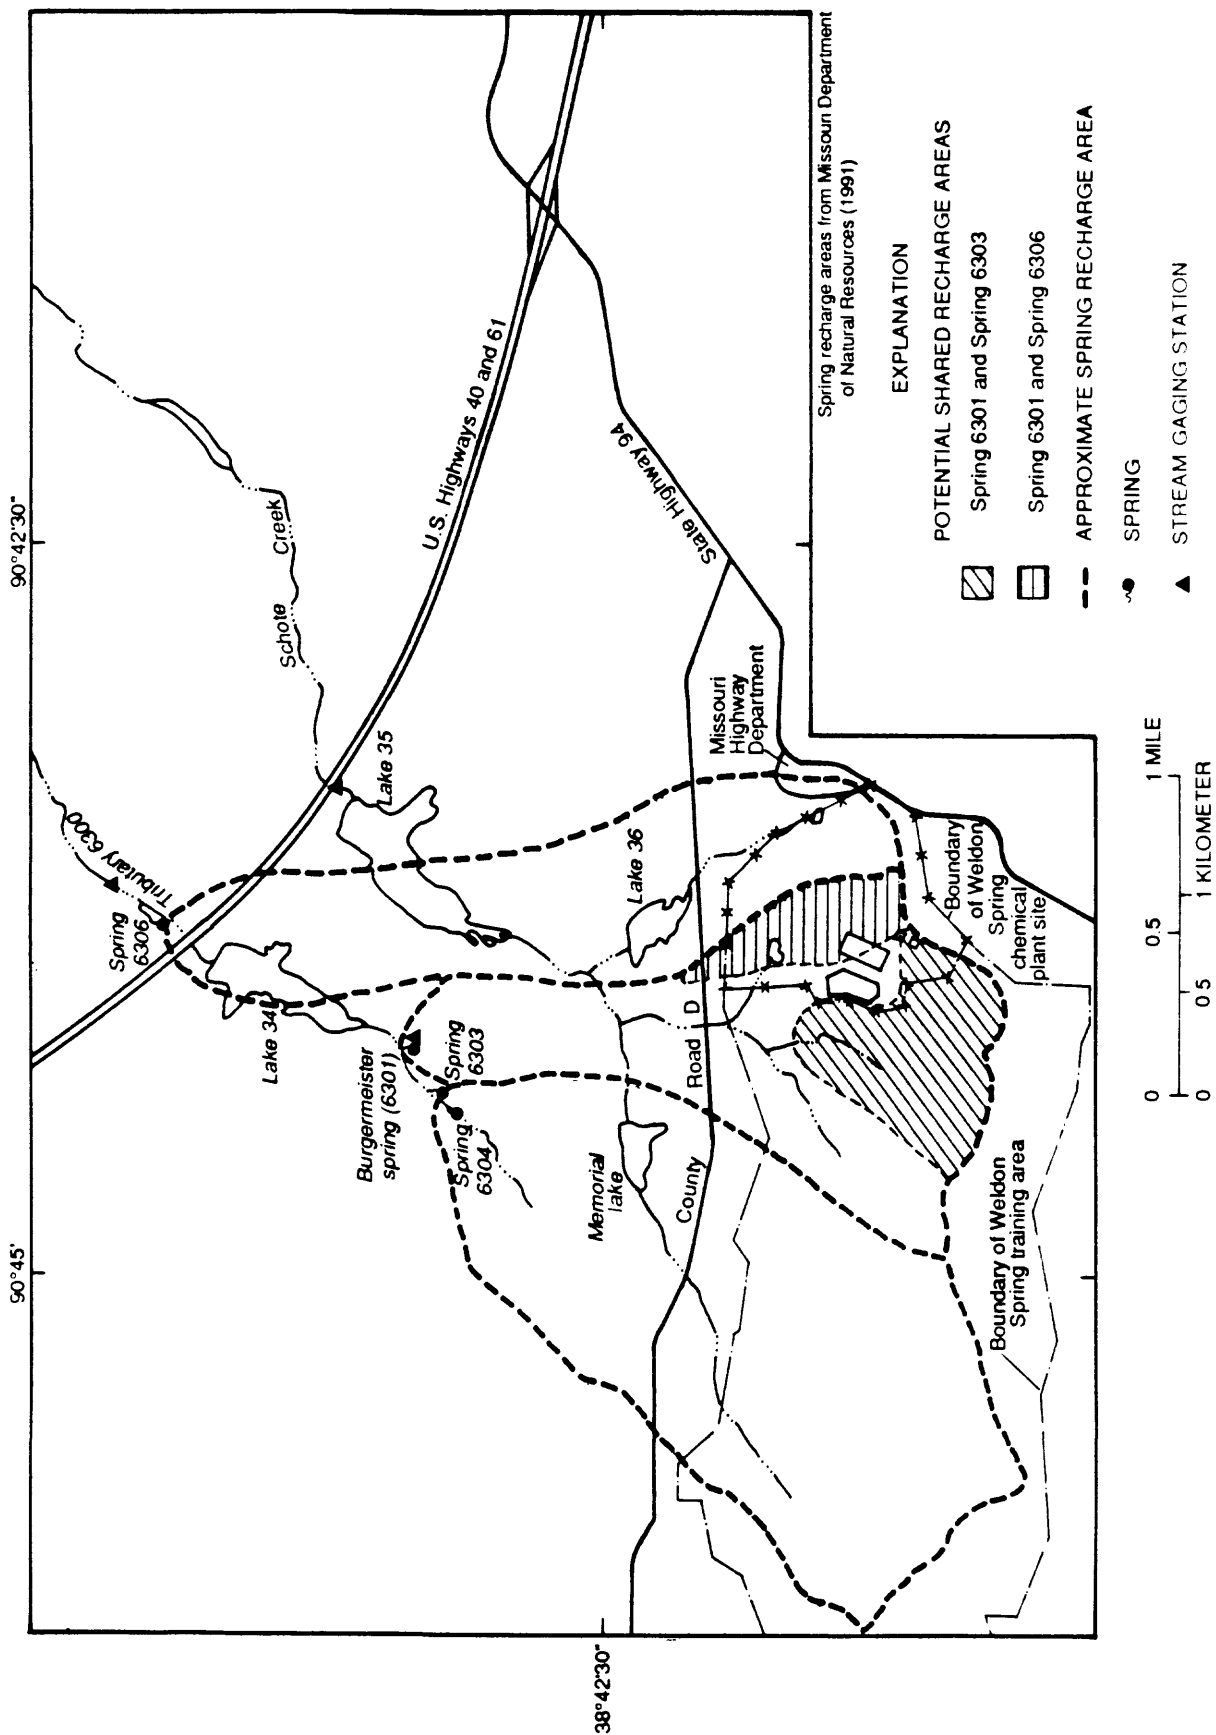 90°45'
90°42'30"
38°42'30"
Tributary 6300
Spring
6306
Schote Creek
Lake 34
Lake 35
U.S. Highways 40 and 61
Burgermeister
spring (6301)
Spring
6303
Spring
6304
Memorial
lake
Lake 36
County Road D
State Highway 94
Missouri
Highway
Department
Boundary
of Weldon
Spring
chemical
plant site
Boundary of Weldon
Spring training area
0 0.5 1 MILE
0 0.5 1 KILOMETER
Spring recharge areas from Missouri Department
of Natural Resources (1991)
EXPLANATION
POTENTIAL SHARED RECHARGE AREAS
Spring 6301 and Spring 6303
Spring 6301 and Spring 6306
APPROXIMATE SPRING RECHARGE AREA
SPRING
STREAM GAGING STATION